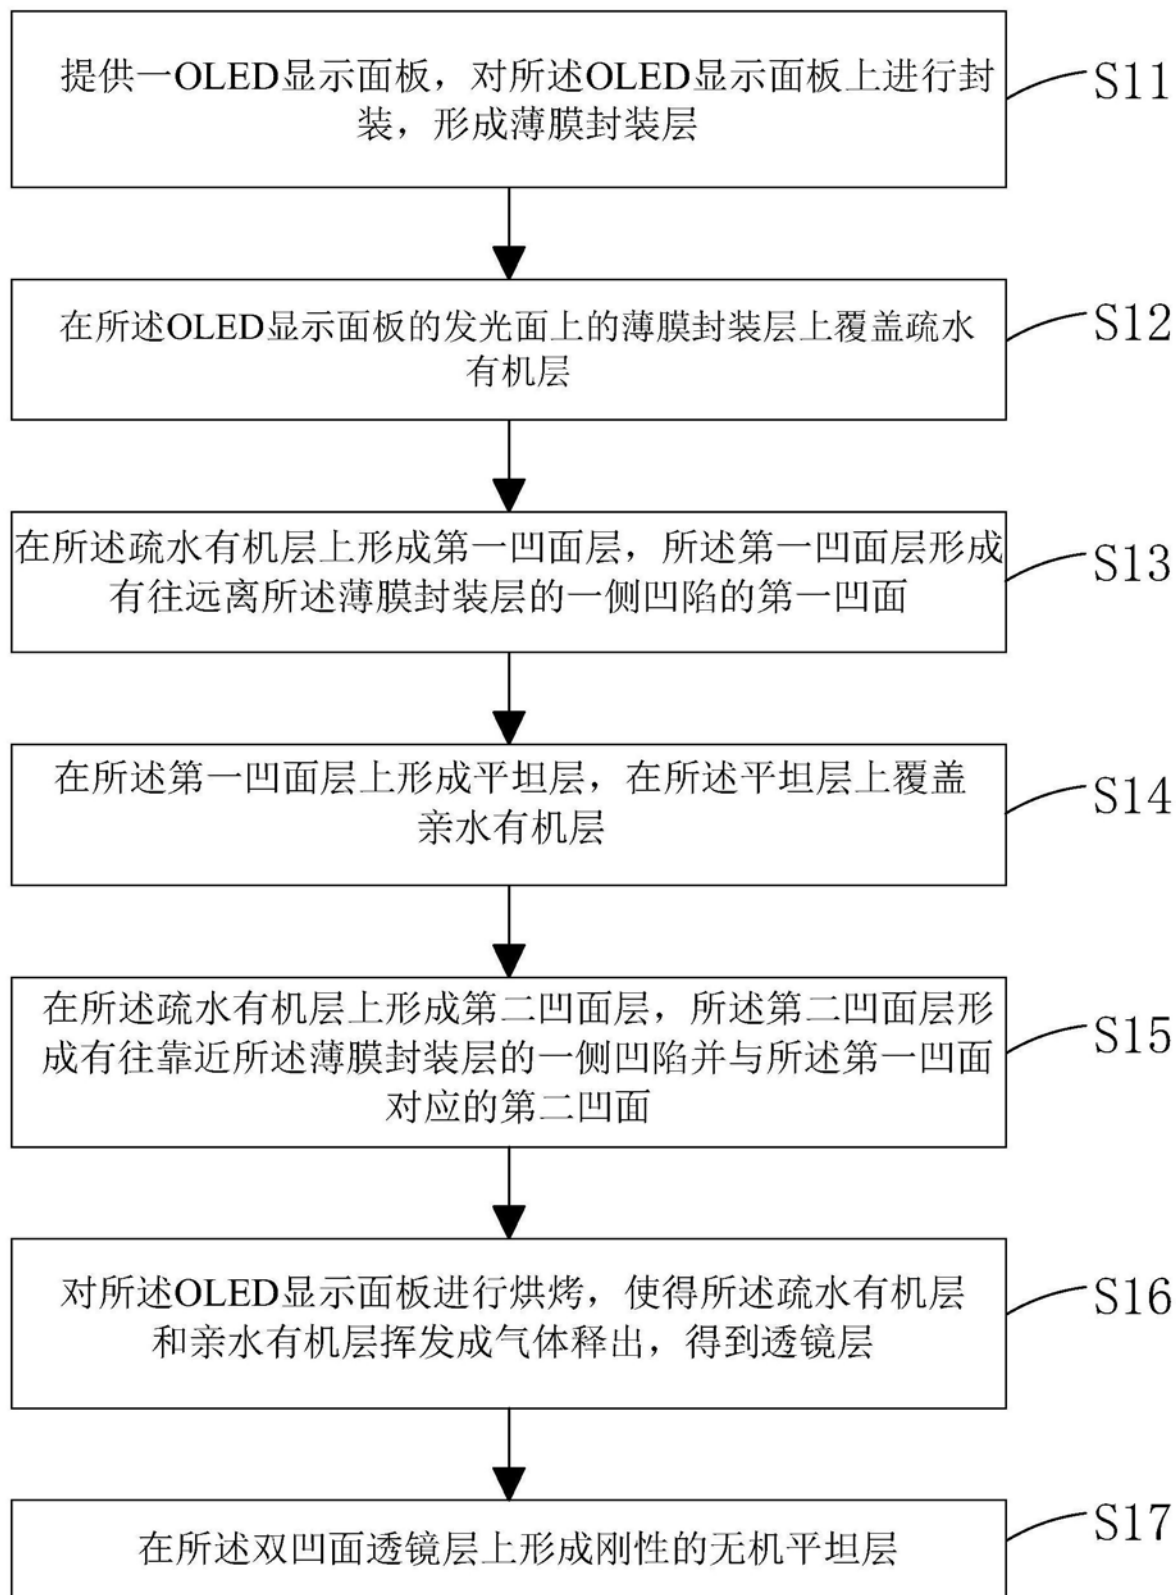 提供一OLED显示面板，对所述OLED显示面板上进行封
装，形成薄膜封装层
S11
在所述OLED显示面板的发光面上的薄膜封装层上覆盖疏水
有机层
S12
在所述疏水有机层上形成第一凹面层，所述第一凹面层形成
有往远离所述薄膜封装层的一侧凹陷的第一凹面
S13
在所述第一凹面层上形成平坦层，在所述平坦层上覆盖
亲水有机层
S14
在所述疏水有机层上形成第二凹面层，所述第二凹面层形
成有往靠近所述薄膜封装层的一侧凹陷并与所述第一凹面
对应的第二凹面
S15
对所述OLED显示面板进行烘烤，使得所述疏水有机层
和亲水有机层挥发成气体释出，得到透镜层
S16
在所述双凹面透镜层上形成刚性的无机平坦层
S17